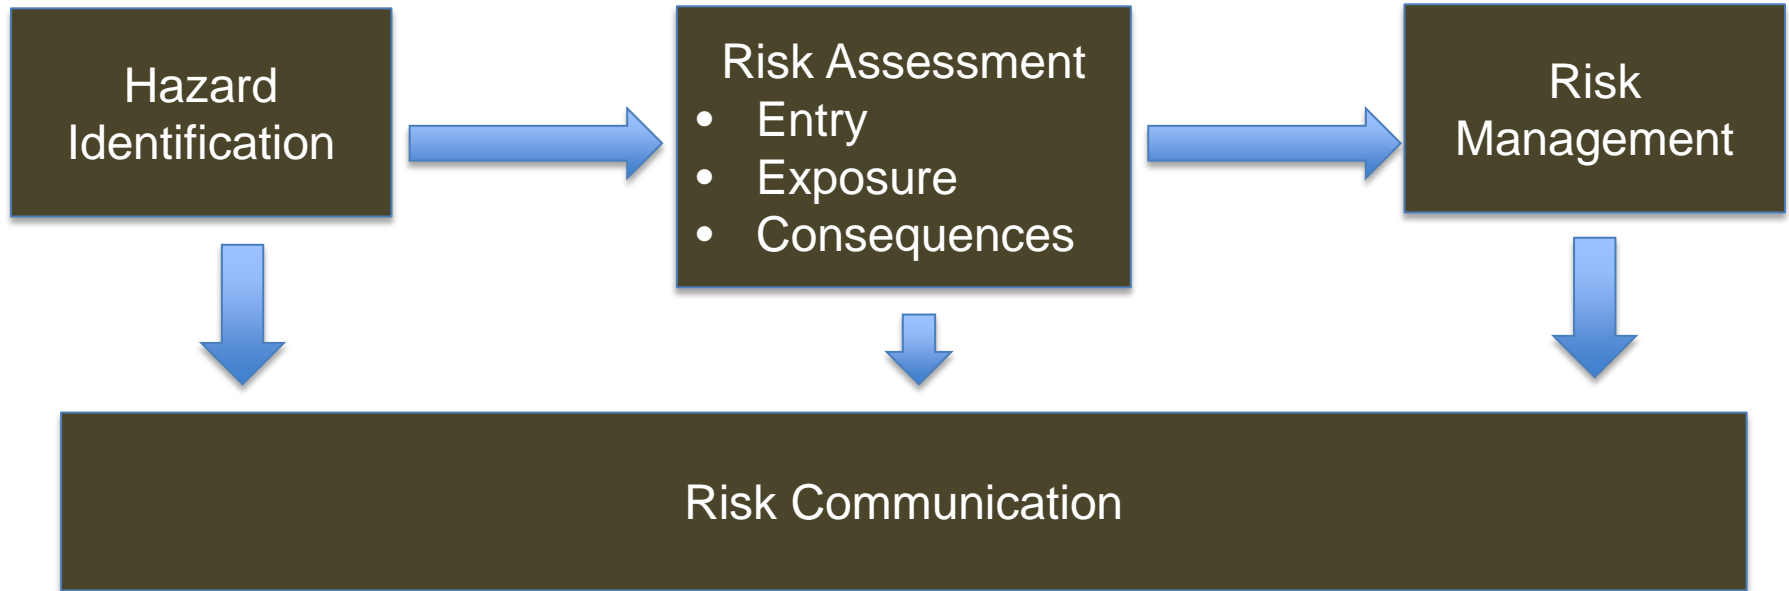 Hazard
Identification
Risk Assessment
• Entry
• Exposure
• Consequences
Risk
Management
Risk Communication